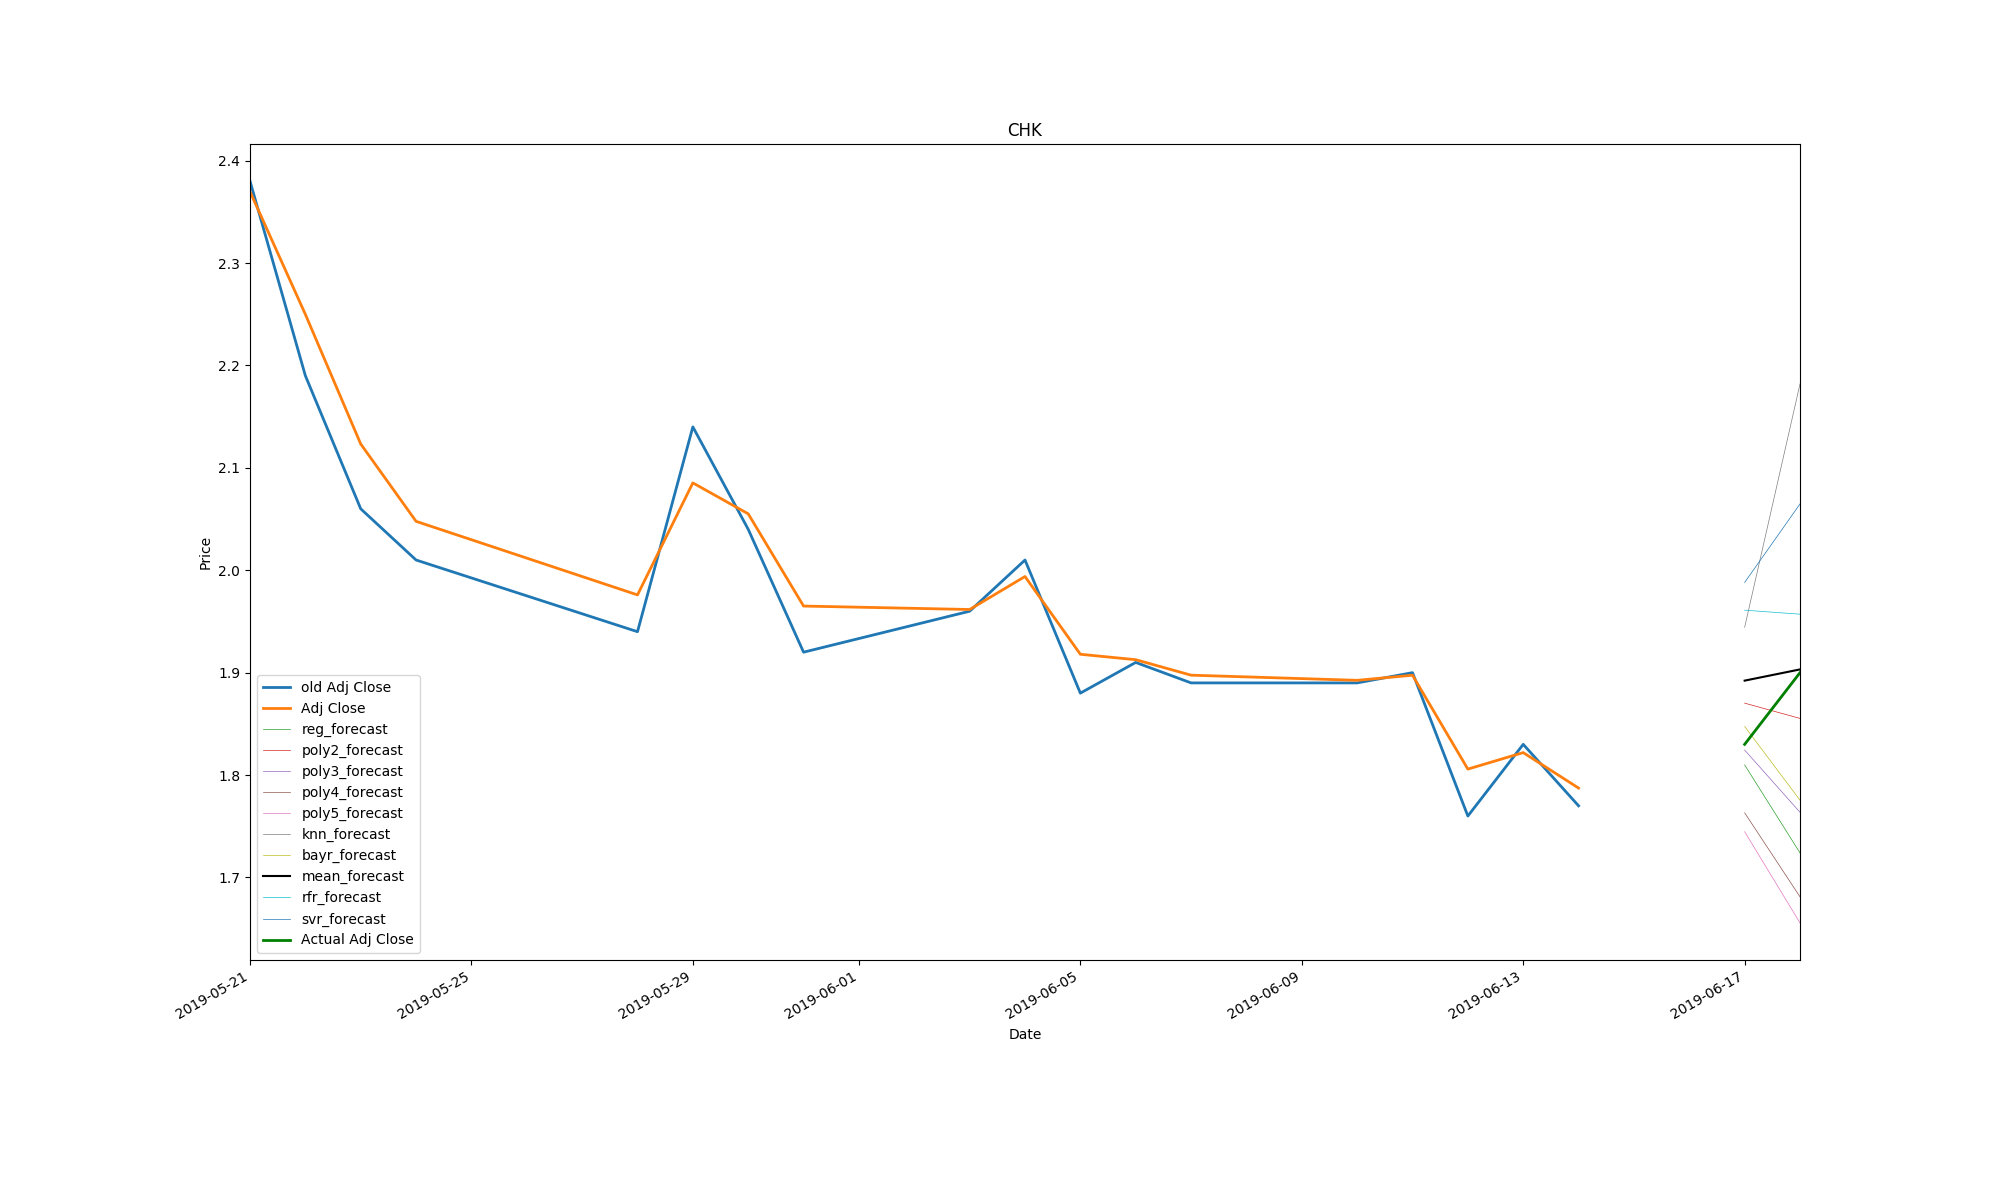 CHK
2.4
2.3
2.2
2.1
2.0
1.9
1.8
1.7
Price
old Adj Close
Adj Close
reg_forecast
poly2_forecast
poly3_forecast
poly4_forecast
poly5_forecast
knn_forecast
bayr_forecast
mean_forecast
rfr_forecast
svr_forecast
Actual Adj Close
2019-05-21
2019-05-25
2019-05-29
2019-06-01
2019-06-05
2019-06-09
2019-06-13
2019-06-17
Date